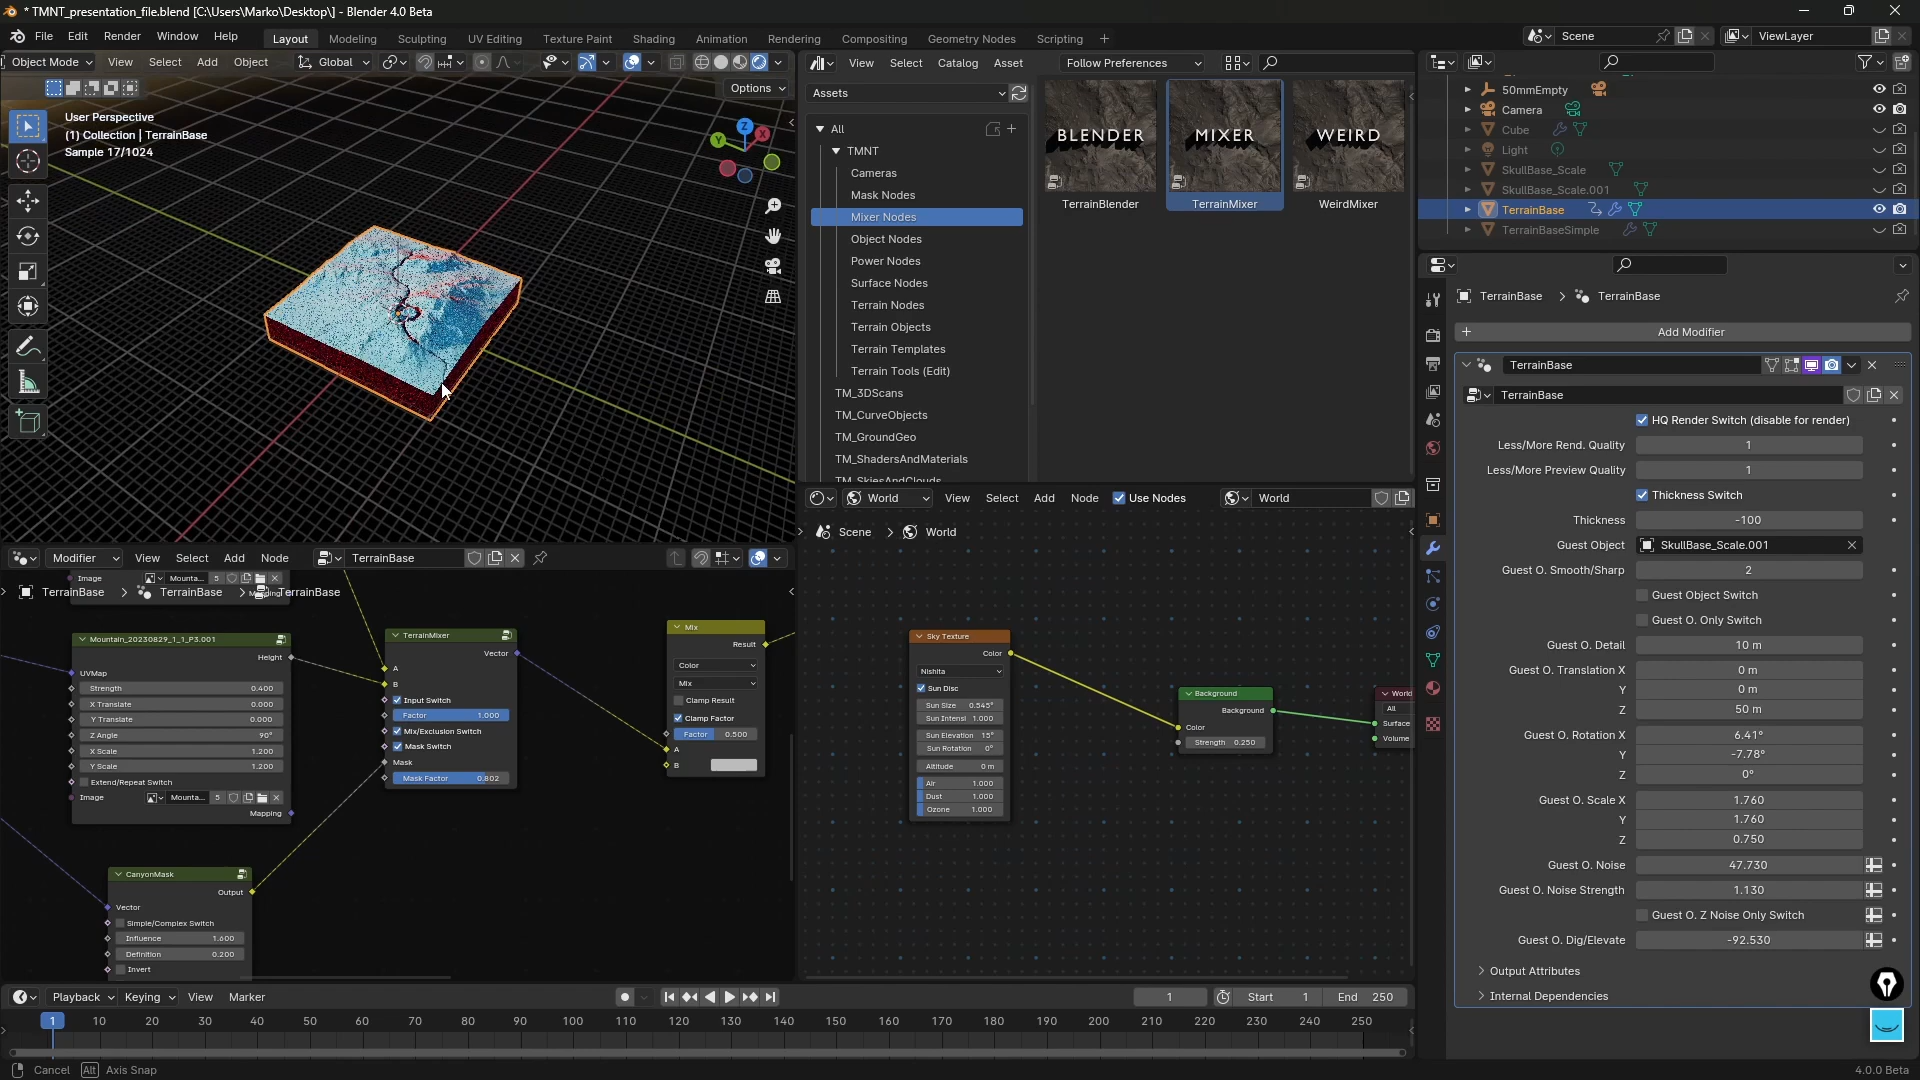 * TMNT_presentation_file.blend [C:\Users\Marko\Desktop\] - Blender 4.0 Beta
File Edit Render Window Help Layout Modeling Sculpting UV Editing Texture Paint Shading Animation Rendering Compositing Geometry Nodes Scripting + Scene ViewLayer
Object Mode View Select Add Object Global
Options
User Perspective
(1) Collection | TerrainBase
Sample 17/1024
Z
Y
X
View Select Catalog Asset Follow Preferences
Assets
All
TMNT
Cameras
Mask Nodes
Mixer Nodes
Object Nodes
Power Nodes
Surface Nodes
Terrain Nodes
Terrain Objects
Terrain Templates
Terrain Tools (Edit)
TM_3DScans
TM_CurveObjects
TM_GroundGeo
TM_ShadersAndMaterials
TM_SkiesAndClouds
BLENDER MIXER WEIRD
TerrainBlender TerrainMixer WeirdMixer
50mmEmpty
Camera
Cube
Light
SkullBase_Scale
SkullBase_Scale.001
TerrainBase
TerrainBaseSimple
TerrainBase > TerrainBase
+ Add Modifier
TerrainBase
TerrainBase
HQ Render Switch (disable for render)
Less/More Rend. Quality 1
Less/More Preview Quality 1
Thickness Switch
Thickness -100
Guest Object SkullBase_Scale.001
Guest O. Smooth/Sharp 2
Guest Object Switch
Guest O. Only Switch
Guest O. Detail 10 m
Guest O. Translation X 0 m
Y 0 m
Z 50 m
Guest O. Rotation X 6.41°
Y -7.78°
Z 0°
Guest O. Scale X 1.760
Y 1.760
Z 0.750
Guest O. Noise 47.730
Guest O. Noise Strength 1.130
Guest O. Z Noise Only Switch
Guest O. Dig/Elevate -92.530
Output Attributes
Internal Dependencies
Modifier View Select Add Node TerrainBase
Image Mounta... 5
TerrainBase > TerrainBase > TerrainBase
Mountain_20230829_1_1_P3.001
Height
UVMap
Strength 0.400
X Translate 0.000
Y Translate 0.000
Z Angle 90°
X Scale 1.200
Y Scale 1.200
Extend/Repeat Switch
Image Mounta... 5
Mapping
TerrainMixer
Vector
A
B
Input Switch
Factor 1.000
Mix/Exclusion Switch
Mask Switch
Mask
Mask Factor 0.802
Mix
Result
Color
Mix
Clamp Result
Clamp Factor
Factor 0.500
A
B
CanyonMask
Output
Vector
Simple/Complex Switch
Influence 1.600
Definition 0.200
Invert
World View Select Add Node Use Nodes World
Scene > World
Sky Texture
Color
Nishita
Sun Disc
Sun Size 0.545°
Sun Intensi 1.000
Sun Elevation 15°
Sun Rotation 0°
Altitude 0 m
Air 1.000
Dust 1.000
Ozone 1.000
Background
Background
Color
Strength 0.250
World
All
Surface
Volume
Playback Keying View Marker 1 Start 1 End 250
1 10 20 30 40 50 60 70 80 90 100 110 120 130 140 150 160 170 180 190 200 210 220 230 240 250
Cancel Alt Axis Snap 4.0.0 Beta